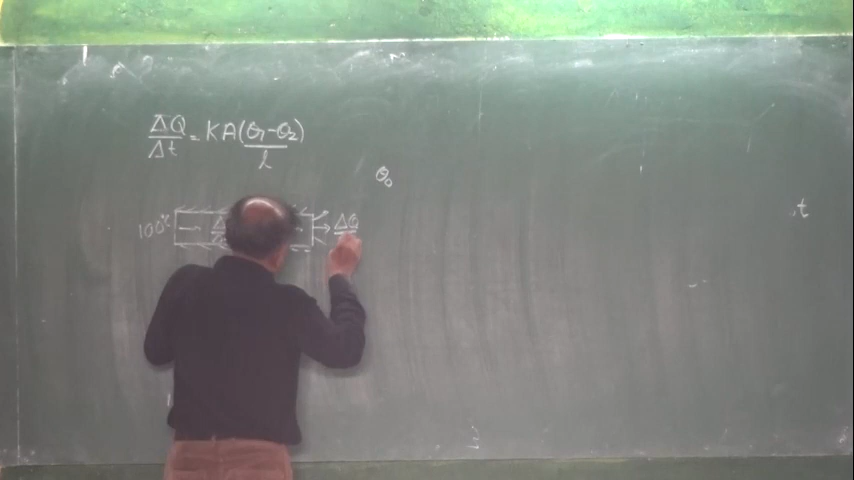 ΔQ/Δt = KA(θ₁-θ₂)/l
θ₀
100° → Δ → ΔQ
t